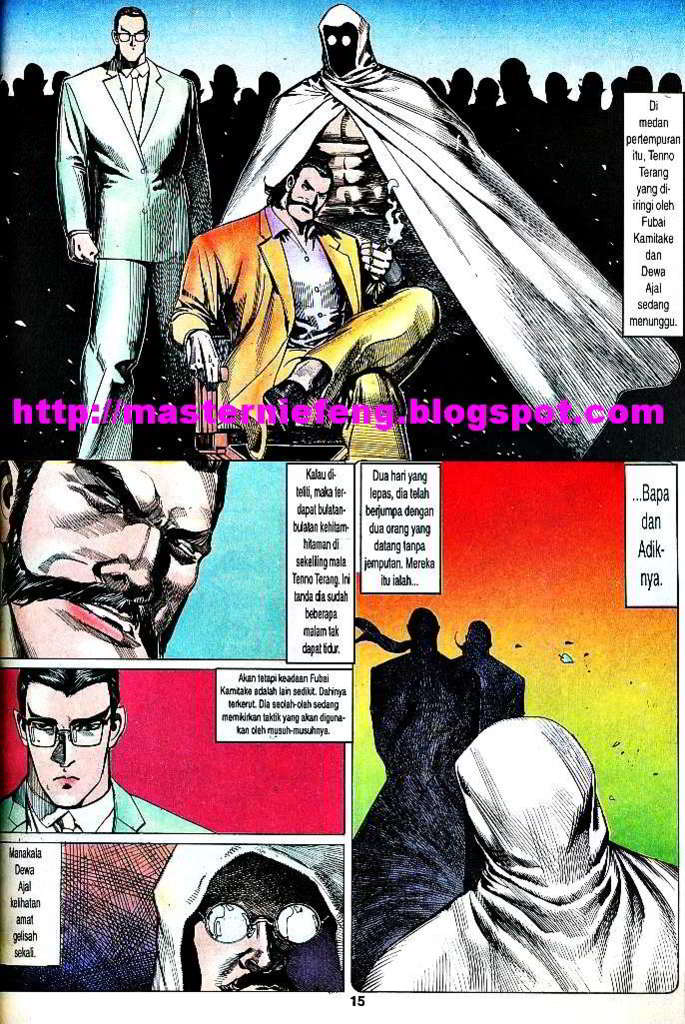 Di
medan
pertempuran
itu, Tenno
Terang
yang di-
iringi oleh
Fubai
Kamitake
dan
Dewa
Ajal
sedang
menunggu.
http://masterniefeng.blogspot.com
Kalau di-
teliti, maka ter-
dapat bulatan-
bulatan kehitam-
hitaman di
sekeliling mata
Tenno Terang. Ini
tanda dia sudah
beberapa
malam tak
dapat tidur.
Akan tetapi keadaan Fubai
Kamitake adalah lain sedikit. Dahinya
terkerut. Dia seolah-olah sedang
memikirkan taktik yang akan diguna-
kan oleh musuh-musuhnya.
Manakala
Dewa
Ajal
kelihatan
amat
gelisah
sekali.
Dua hari yang
lepas, dia telah
berjumpa dengan
dua orang yang
datang tanpa
jemputan. Mereka
itu ialah...
...Bapa
dan
Adik-
nya.
15